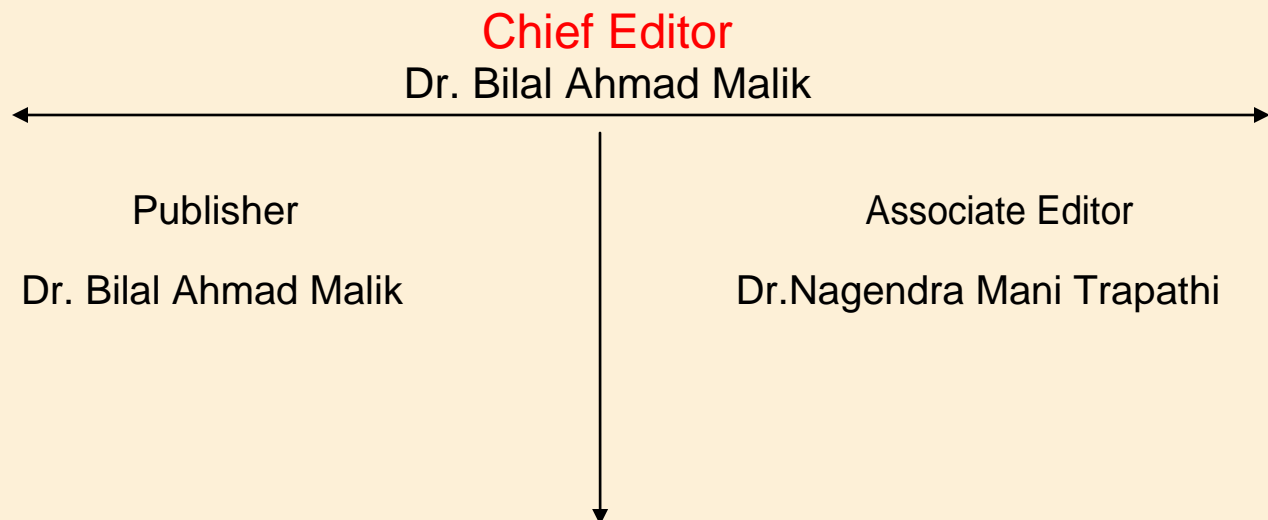 Chief Editor
Dr. Bilal Ahmad Malik
Publisher
Associate Editor
Dr. Bilal Ahmad Malik
Dr.Nagendra Mani Trapathi